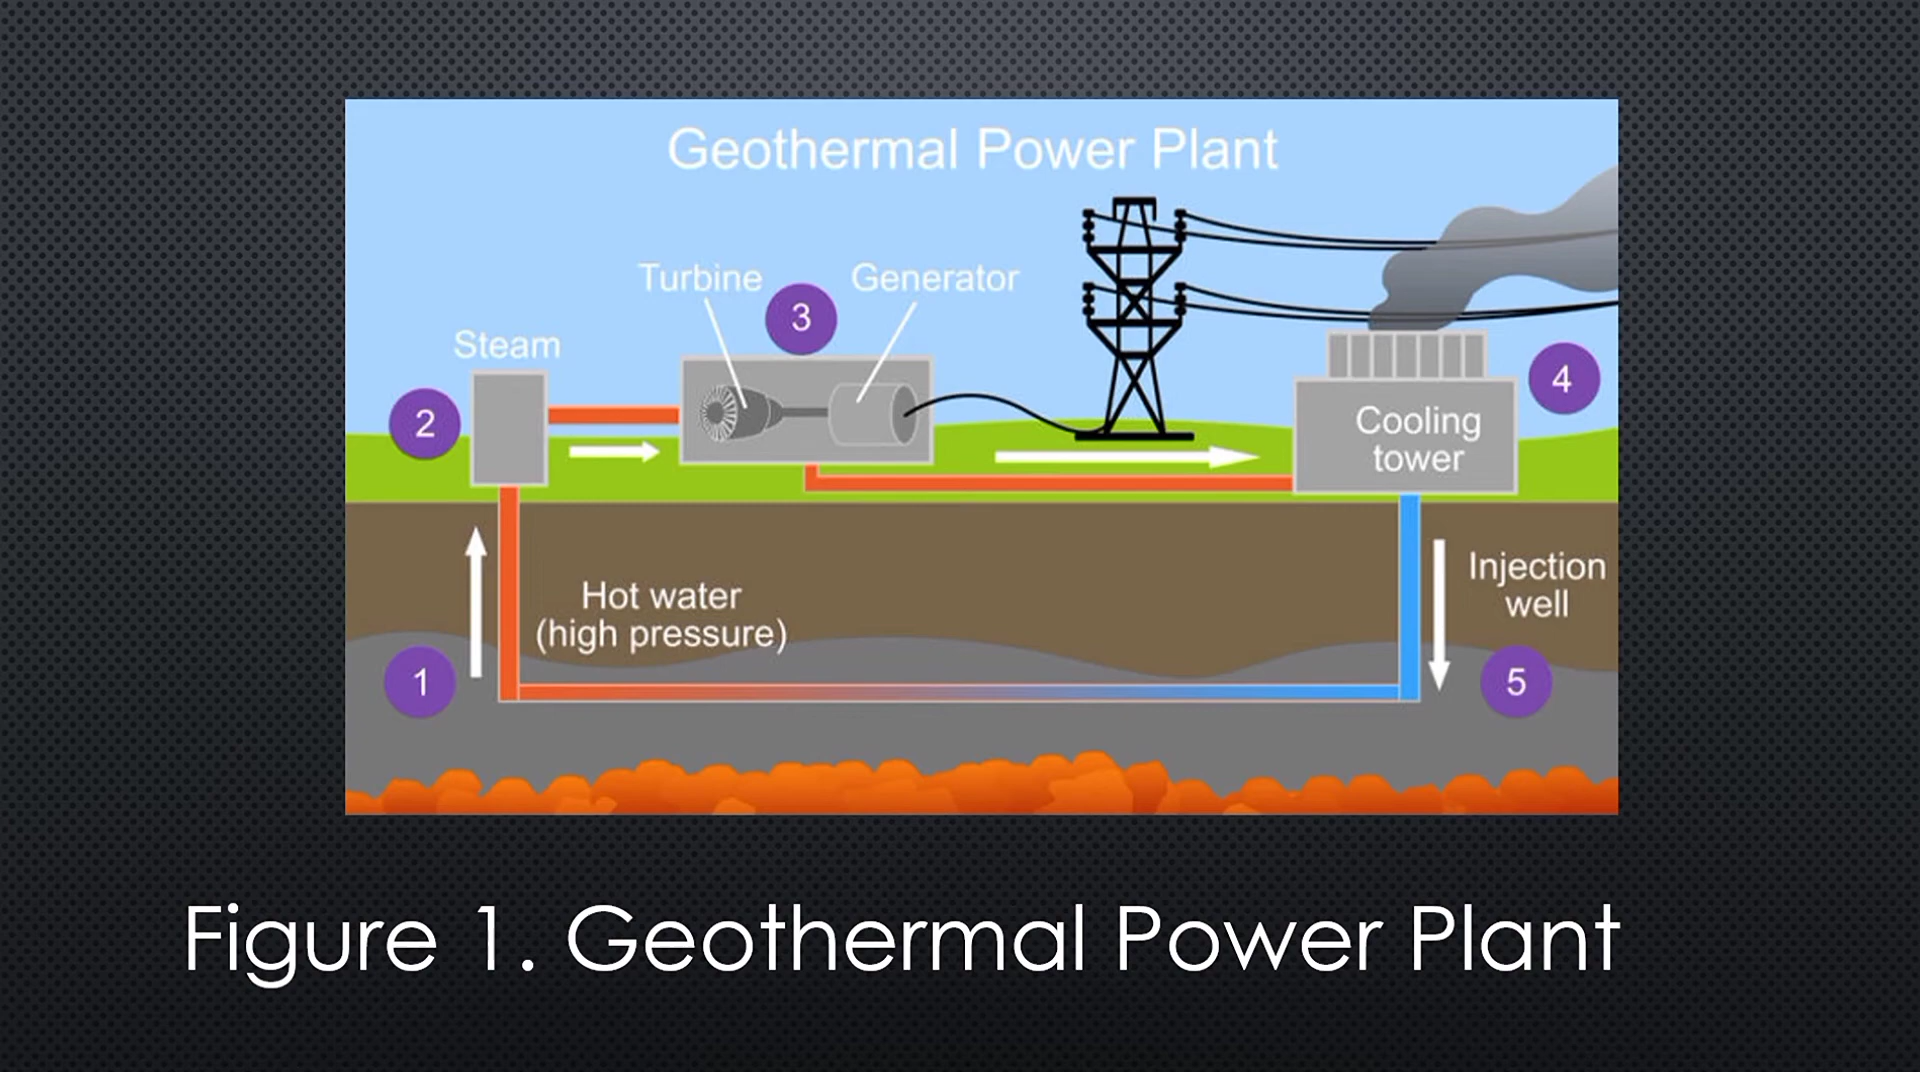 Geothermal Power Plant
Turbine
3
Generator
Steam
2
4
Cooling
tower
Hot water
(high pressure)
1
Injection
well
5
Figure 1. Geothermal Power Plant